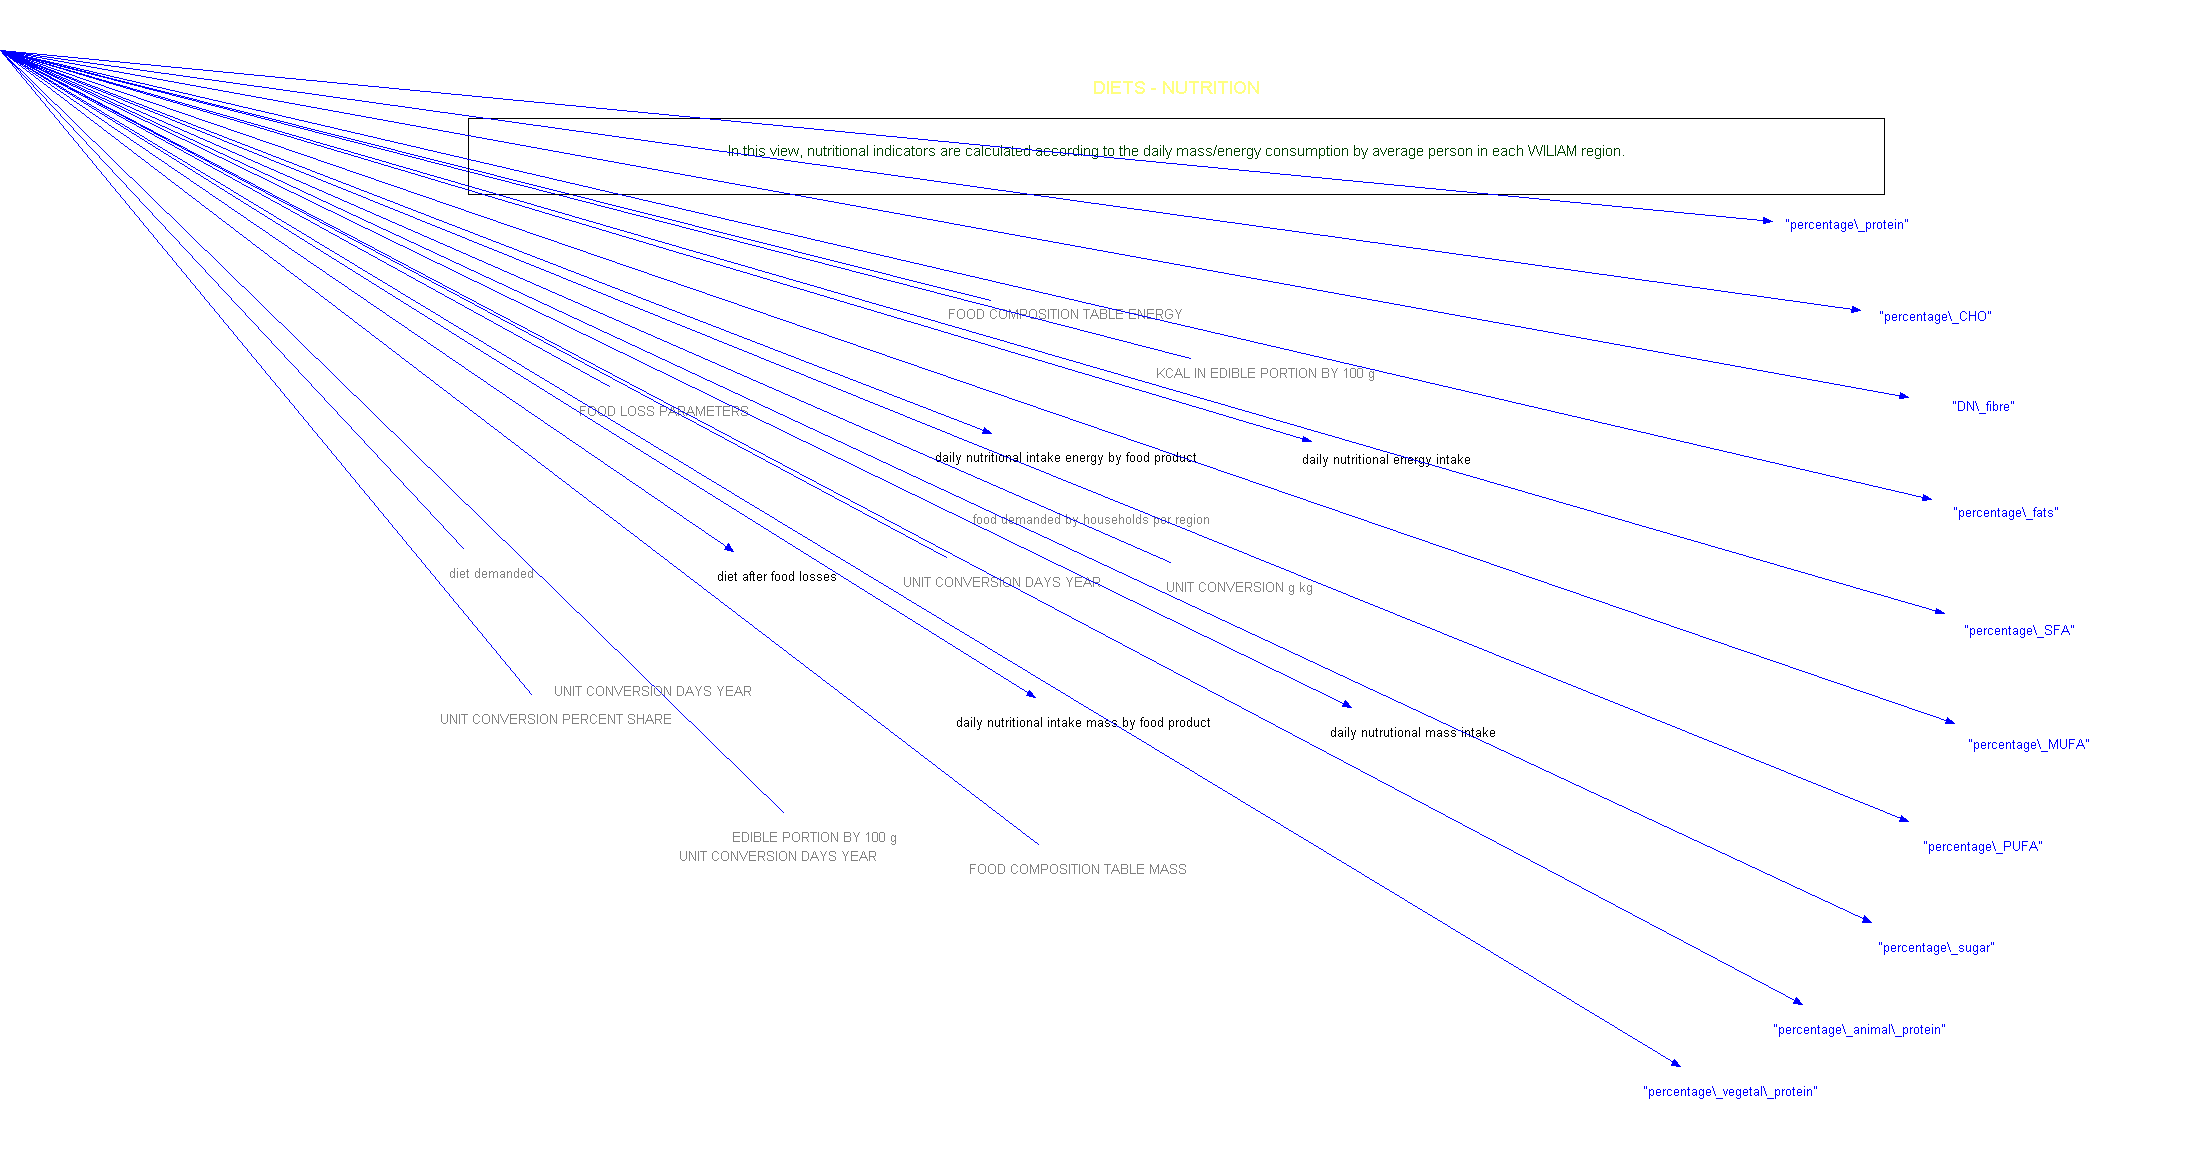 DIETS - NUTRITION
In this view, nutritional indicators are calculated according to the daily mass/energy consumption by average person in each WILIAM region.
"percentage\_protein"
FOOD COMPOSITION TABLE ENERGY
"percentage\_CHO"
KCAL IN EDIBLE PORTION BY 100 g
FOOD LOSS PARAMETERS
"DN\_fibre"
daily nutritional intake energy by food product
daily nutritional energy intake
food demanded by households per region
"percentage\_fats"
diet demanded
diet after food losses
UNIT CONVERSION DAYS YEAR
UNIT CONVERSION g kg
"percentage\_SFA"
UNIT CONVERSION DAYS YEAR
UNIT CONVERSION PERCENT SHARE
daily nutritional intake mass by food product
daily nutrutional mass intake
"percentage\_MUFA"
EDIBLE PORTION BY 100 g
UNIT CONVERSION DAYS YEAR
FOOD COMPOSITION TABLE MASS
"percentage\_PUFA"
"percentage\_sugar"
"percentage\_animal\_protein"
"percentage\_vegetal\_protein"